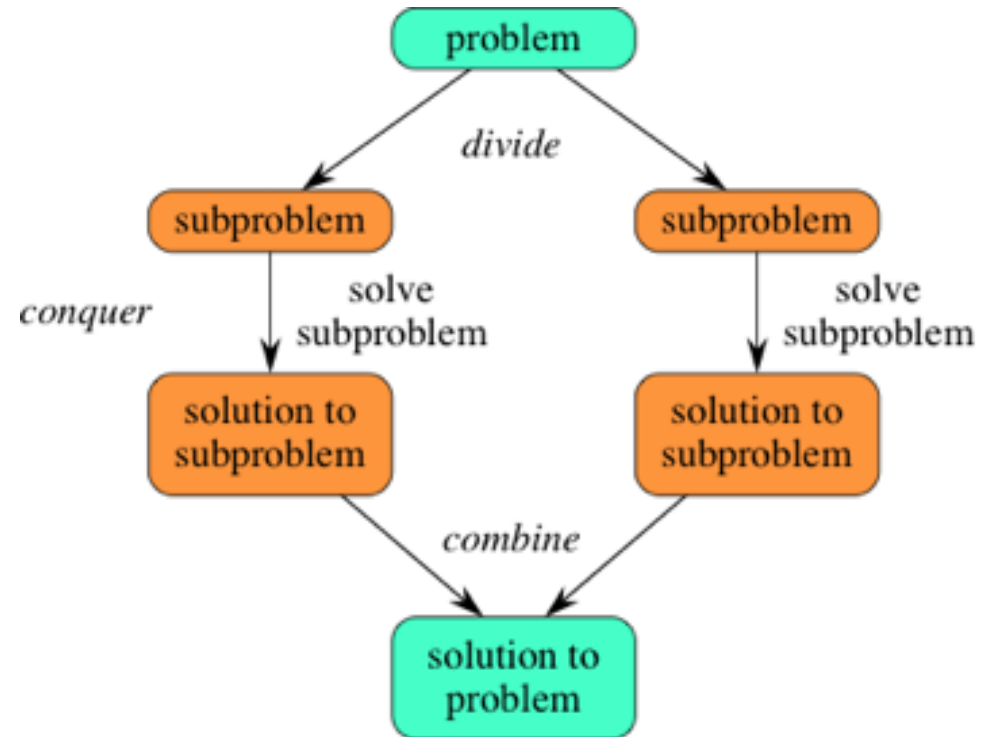 problem
divide
subproblem
subproblem
conquer
solve
subproblem
solve
subproblem
solution to
subproblem
solution to
subproblem
combine
solution to
problem